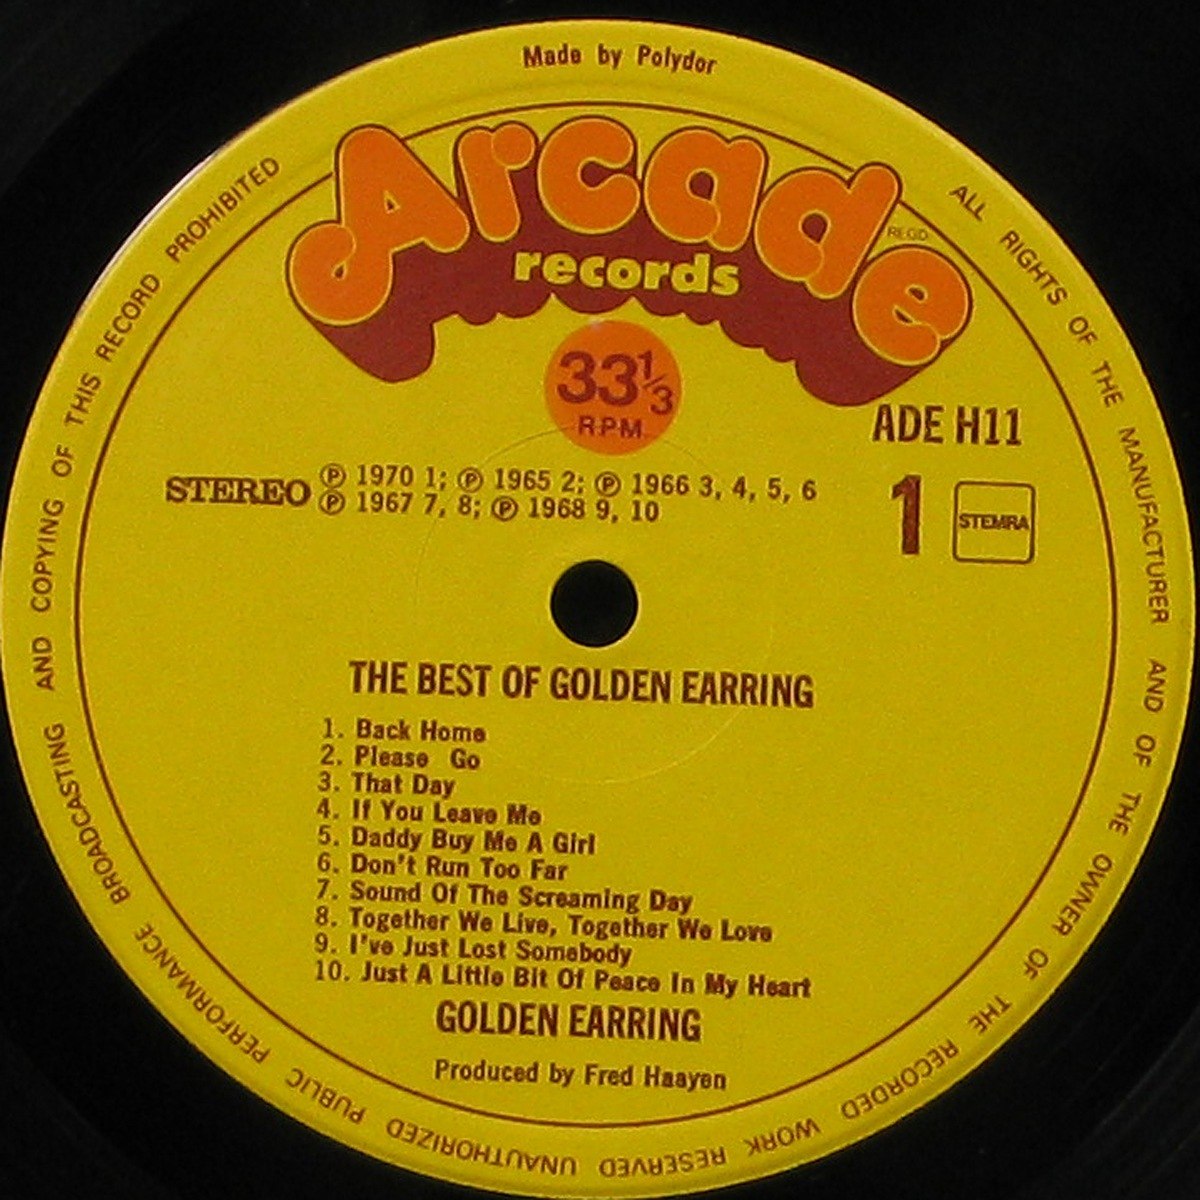 Made by Polydor
Arcade
REGD.
records
33 1/3
R.P.M.
ADE H11
STEREO
Ⓟ 1970 1; Ⓟ 1965 2; Ⓟ 1966 3, 4, 5, 6
Ⓟ 1967 7, 8; Ⓟ 1968 9, 10
1
STEMRA
THE BEST OF GOLDEN EARRING
1. Back Home
2. Please Go
3. That Day
4. If You Leave Me
5. Daddy Buy Me A Girl
6. Don't Run Too Far
7. Sound Of The Screaming Day
8. Together We Live, Together We Love
9. I've Just Lost Somebody
10. Just A Little Bit Of Peace In My Heart
GOLDEN EARRING
Produced by Fred Haayen
ALL RIGHTS OF THE MANUFACTURER AND OF THE OWNER OF THE RECORDED WORK RESERVED UNAUTHORIZED PUBLIC PERFORMANCE BROADCASTING AND COPYING OF THIS RECORD PROHIBITED